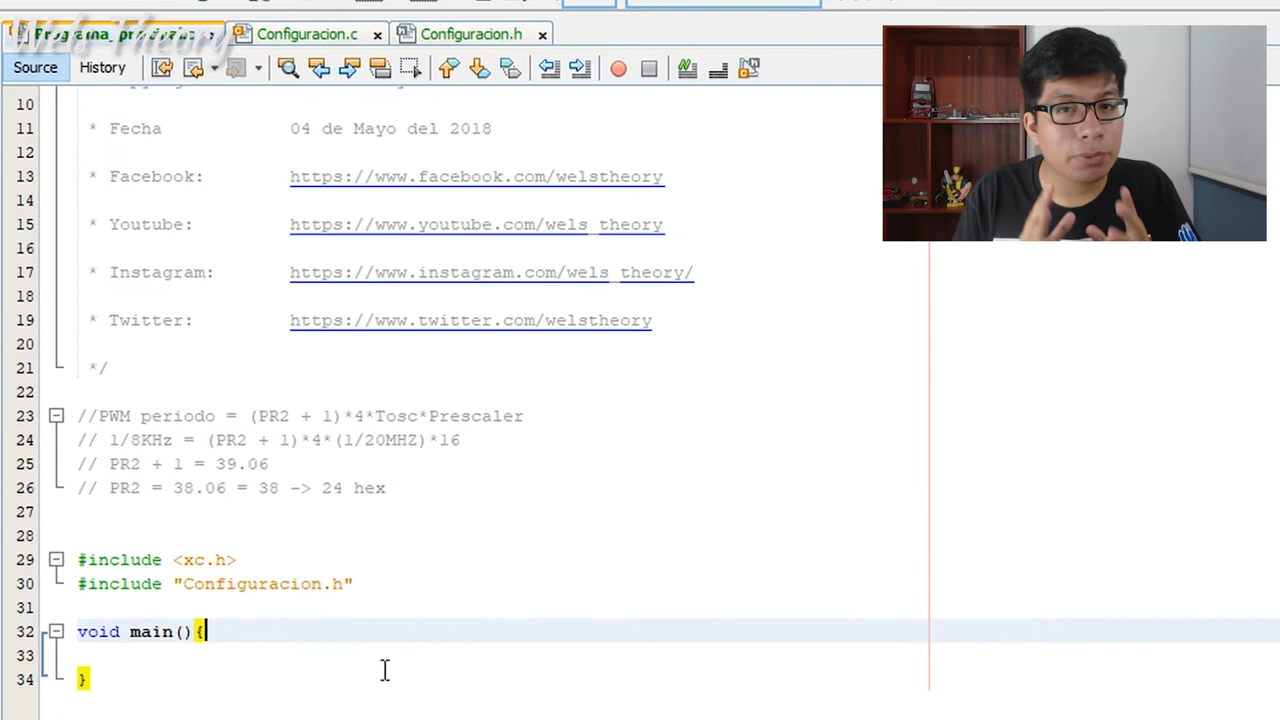 Wels Theory
Configuracion.c
Configuracion.h
Source
History
10
11 * Fecha 04 de Mayo del 2018
12
13 * Facebook: https://www.facebook.com/welstheory
14
15 * Youtube: https://www.youtube.com/wels_theory
16
17 * Instagram: https://www.instagram.com/wels_theory/
18
19 * Twitter: https://www.twitter.com/welstheory
20
21 */
22
23 //PWM periodo = (PR2 + 1)*4*Tosc*Prescaler
24 // 1/8KHz = (PR2 + 1)*4*(1/20MHZ)*16
25 // PR2 + 1 = 39.06
26 // PR2 = 38.06 = 38 -> 24 hex
27
28
29 #include <xc.h>
30 #include "Configuracion.h"
31
32 void main(){
33
34 }